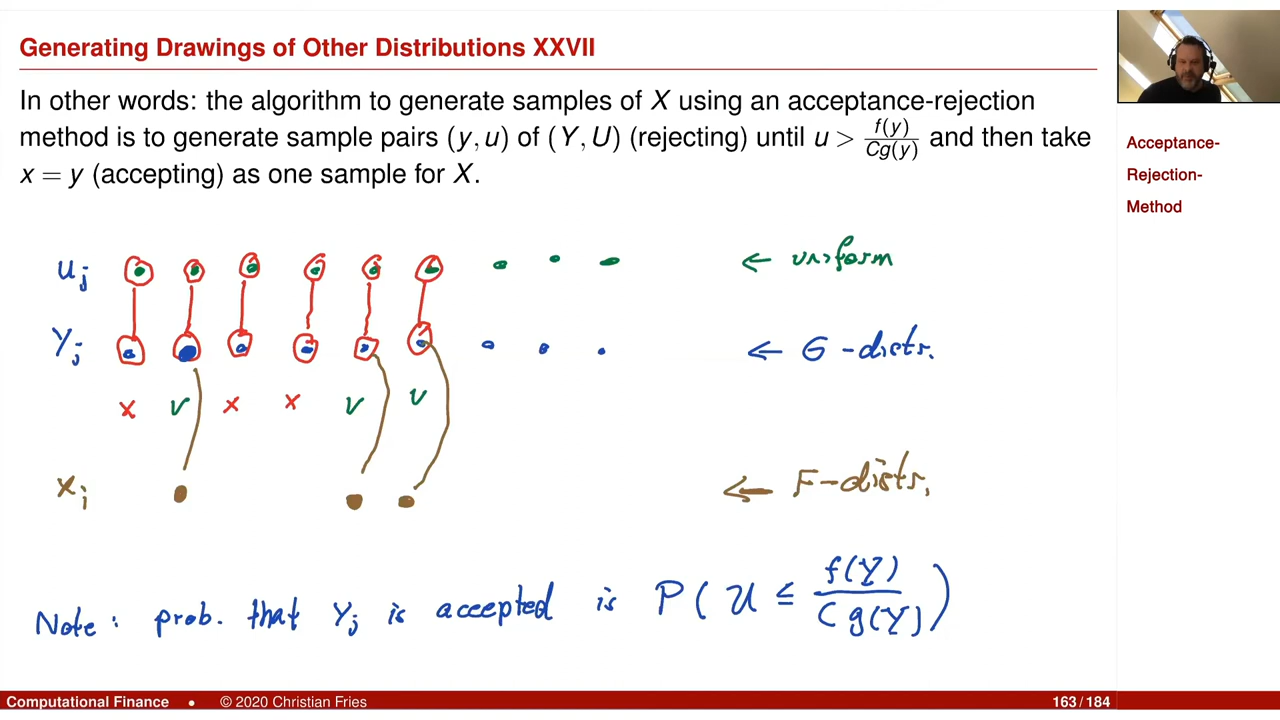 Generating Drawings of Other Distributions XXVII
In other words: the algorithm to generate samples of X using an acceptance-rejection
method is to generate sample pairs (y, u) of (Y, U) (rejecting) until u > f(y)/Cg(y) and then take
x = y (accepting) as one sample for X.
Acceptance-
Rejection-
Method
u_j ← uniform
Y_j ← G-distr.
x v x x v v
x_i ← F-distr.
Note: prob. that Y_j is accepted is P( U ≤ f(Y)/C g(Y) )
Computational Finance • © 2020 Christian Fries 163 / 184